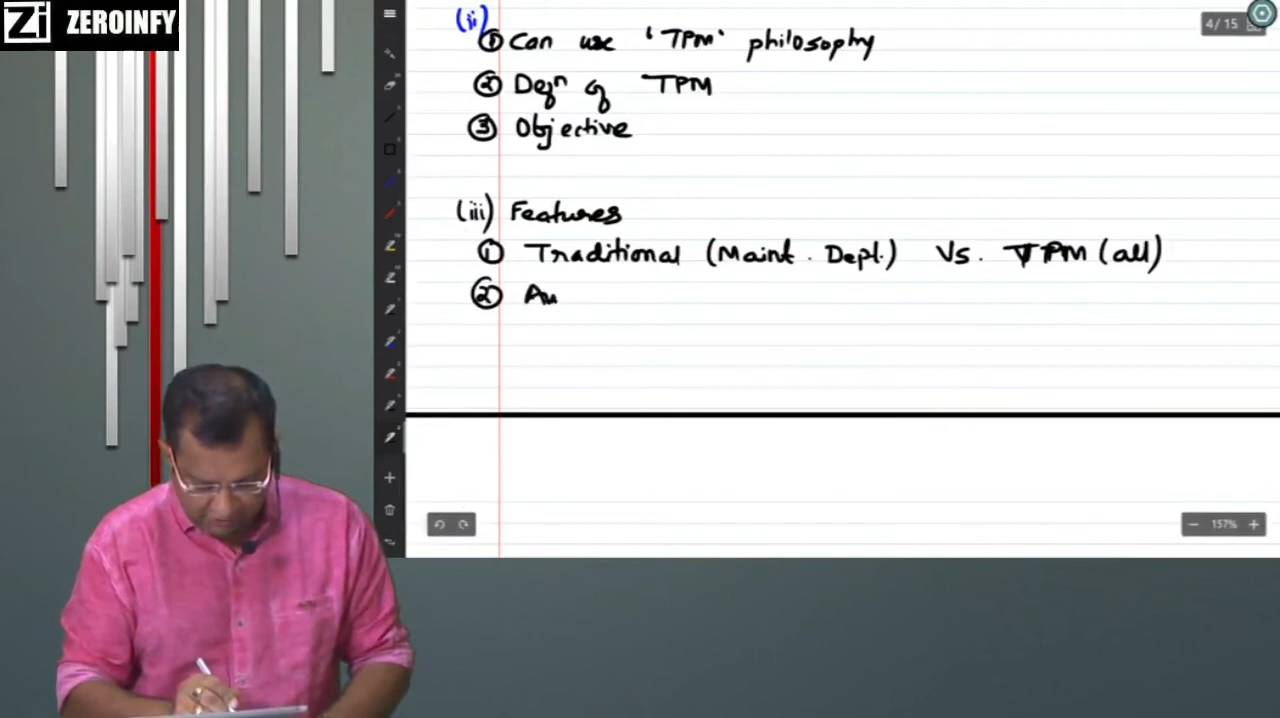 Zi ZEROINFY
4/15
(ii)
① Can use 'TPM' philosophy
② Defn of TPM
③ Objective
(iii) Features
① Traditional (Maint. Dept.) Vs. TPM (all)
② Au
157%